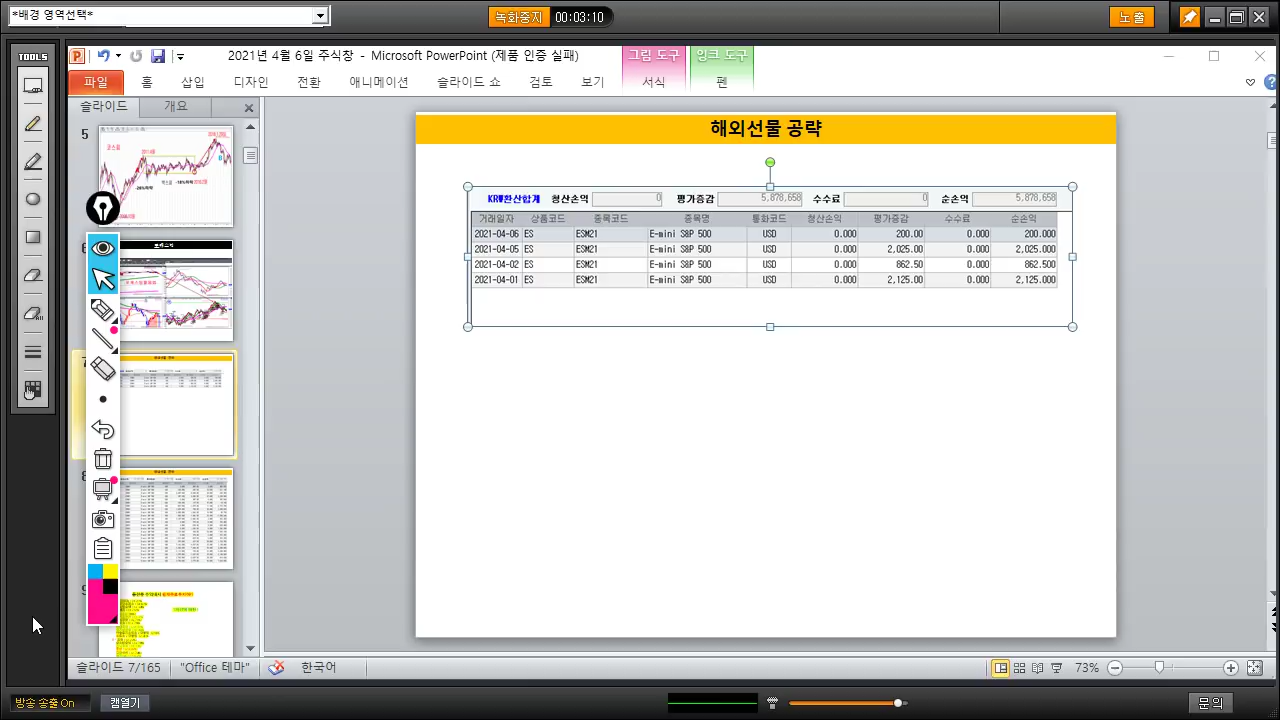 *배경 영역선택*
녹화중지 00:03:10
노 출
TOOLS
2021년 4월 6일 주식창 - Microsoft PowerPoint (제품 인증 실패)
그림 도구 잉크 도구
파일 홈 삽입 디자인 전환 애니메이션 슬라이드 쇼 검토 보기 서식 펜
슬라이드 개요
5
해외선물 공략
KRW환산합계 청산손익 0 평가증감 5,878,658 수수료 0 순손익 5,878,658
거래일자 상품코드 종목코드 종목명 통화코드 청산손익 평가증감 수수료 순손익
2021-04-06 ES ESM21 E-mini S&P 500 USD 0.000 200.00 0.000 200.000
2021-04-05 ES ESM21 E-mini S&P 500 USD 0.000 2,025.00 0.000 2,025.000
2021-04-02 ES ESM21 E-mini S&P 500 USD 0.000 862.50 0.000 862.500
2021-04-01 ES ESM21 E-mini S&P 500 USD 0.000 2,125.00 0.000 2,125.000
슬라이드 7/165 "Office 테마" 한국어 73%
방송 송출 On 캠열기 문의